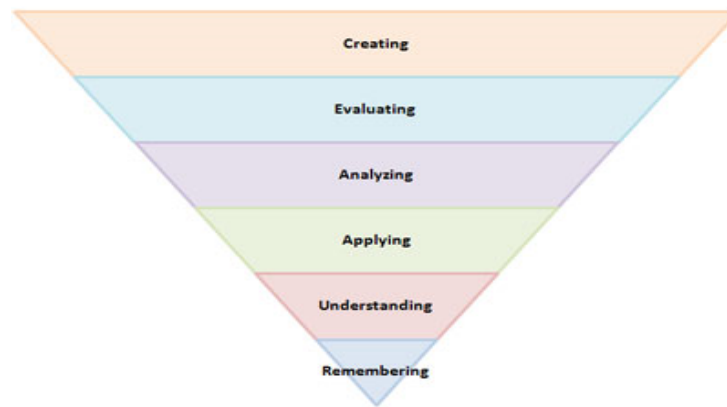 Creating
Evaluating
Analyzing
Applying
Understanding
Remembering